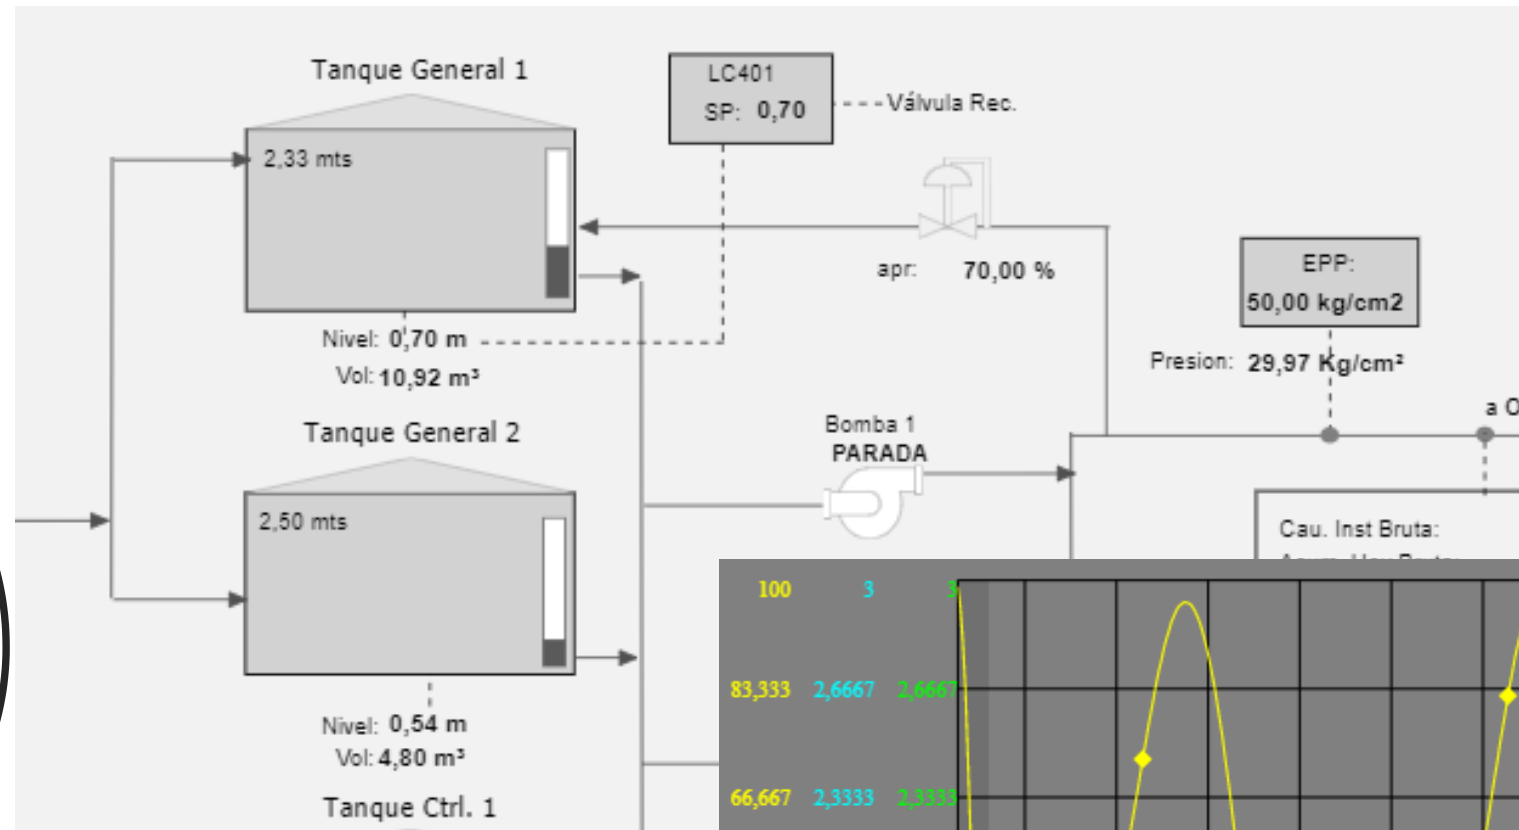 Tanque General 1
2,33 mts
LC401
SP: 0,70
Válvula Rec.
apr: 70,00 %
EPP:
50,00 kg/cm2
Presion: 29,97 Kg/cm²
Nivel: 0,70 m
Vol: 10,92 m³
a
Tanque General 2
2,50 mts
Bomba 1
PARADA
Cau. Inst Bruta:
Nivel: 0,54 m
Vol: 4,80 m³
Tanque Ctrl. 1
100 3 3
83,333 2,6667 2,6667
66,667 2,3333 2,3333